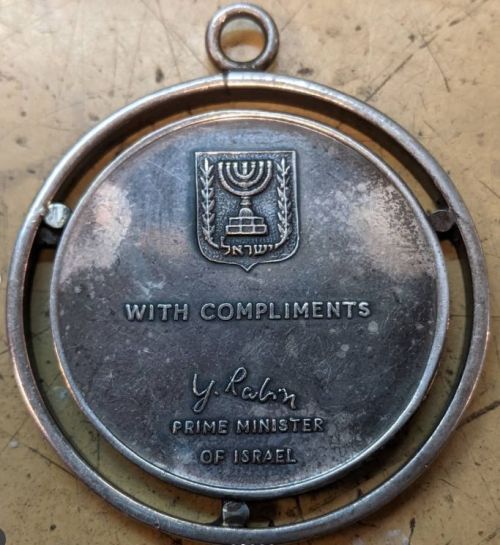 ישראל
WITH COMPLIMENTS
Y. Rabin
PRIME MINISTER
OF ISRAEL